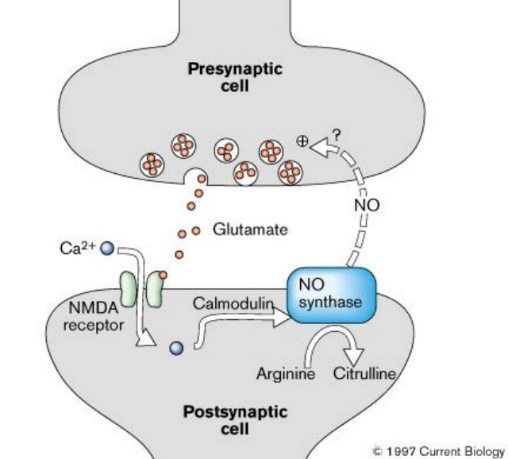 Presynaptic
cell
⊕
?
NO
Glutamate
Ca²⁺
NMDA
receptor
Calmodulin
NO
synthase
Arginine
Citrulline
Postsynaptic
cell
© 1997 Current Biology